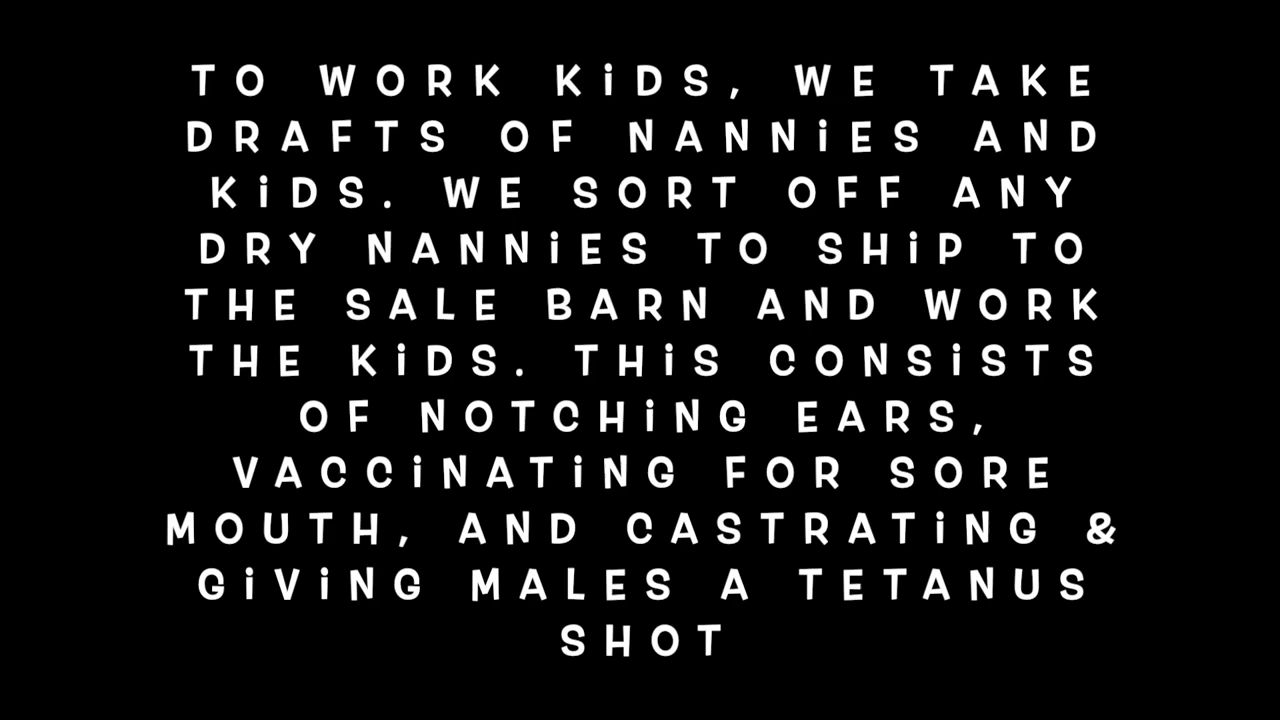 TO WORK KiDS, WE TAKE
DRAFTS OF NANNiES AND
KiDS. WE SORT OFF ANY
DRY NANNiES TO SHiP TO
THE SALE BARN AND WORK
THE KiDS. THiS CONSiSTS
OF NOTCHiNG EARS,
VACCiNATiNG FOR SORE
MOUTH, AND CASTRATiNG &
GiViNG MALES A TETANUS
SHOT